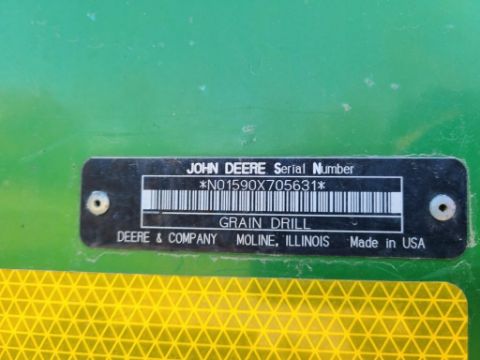 JOHN DEERE Serial Number
*N01590X705631*
GRAIN DRILL
DEERE & COMPANY MOLINE, ILLINOIS Made in USA